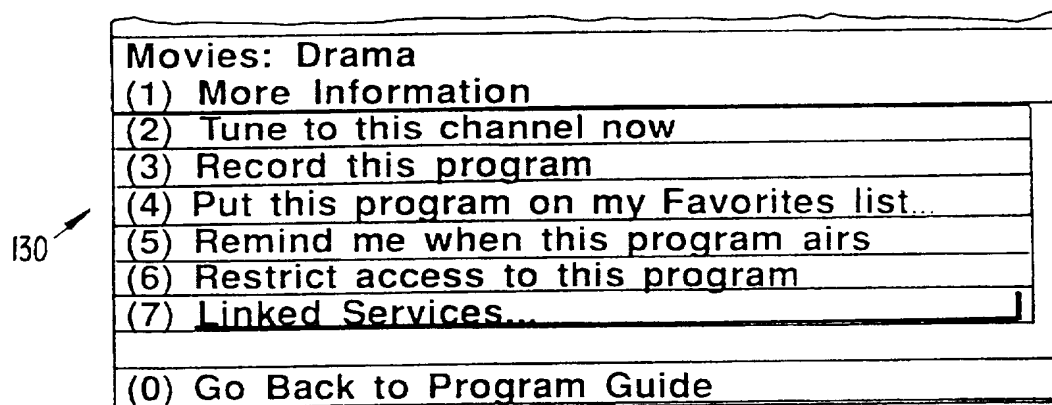 Movies: Drama
(1) More Information
(2) Tune to this channel now
(3) Record this program
(4) Put this program on my Favorites list...
(5) Remind me when this program airs
(6) Restrict access to this program
(7) Linked Services...
(0) Go Back to Program Guide
130